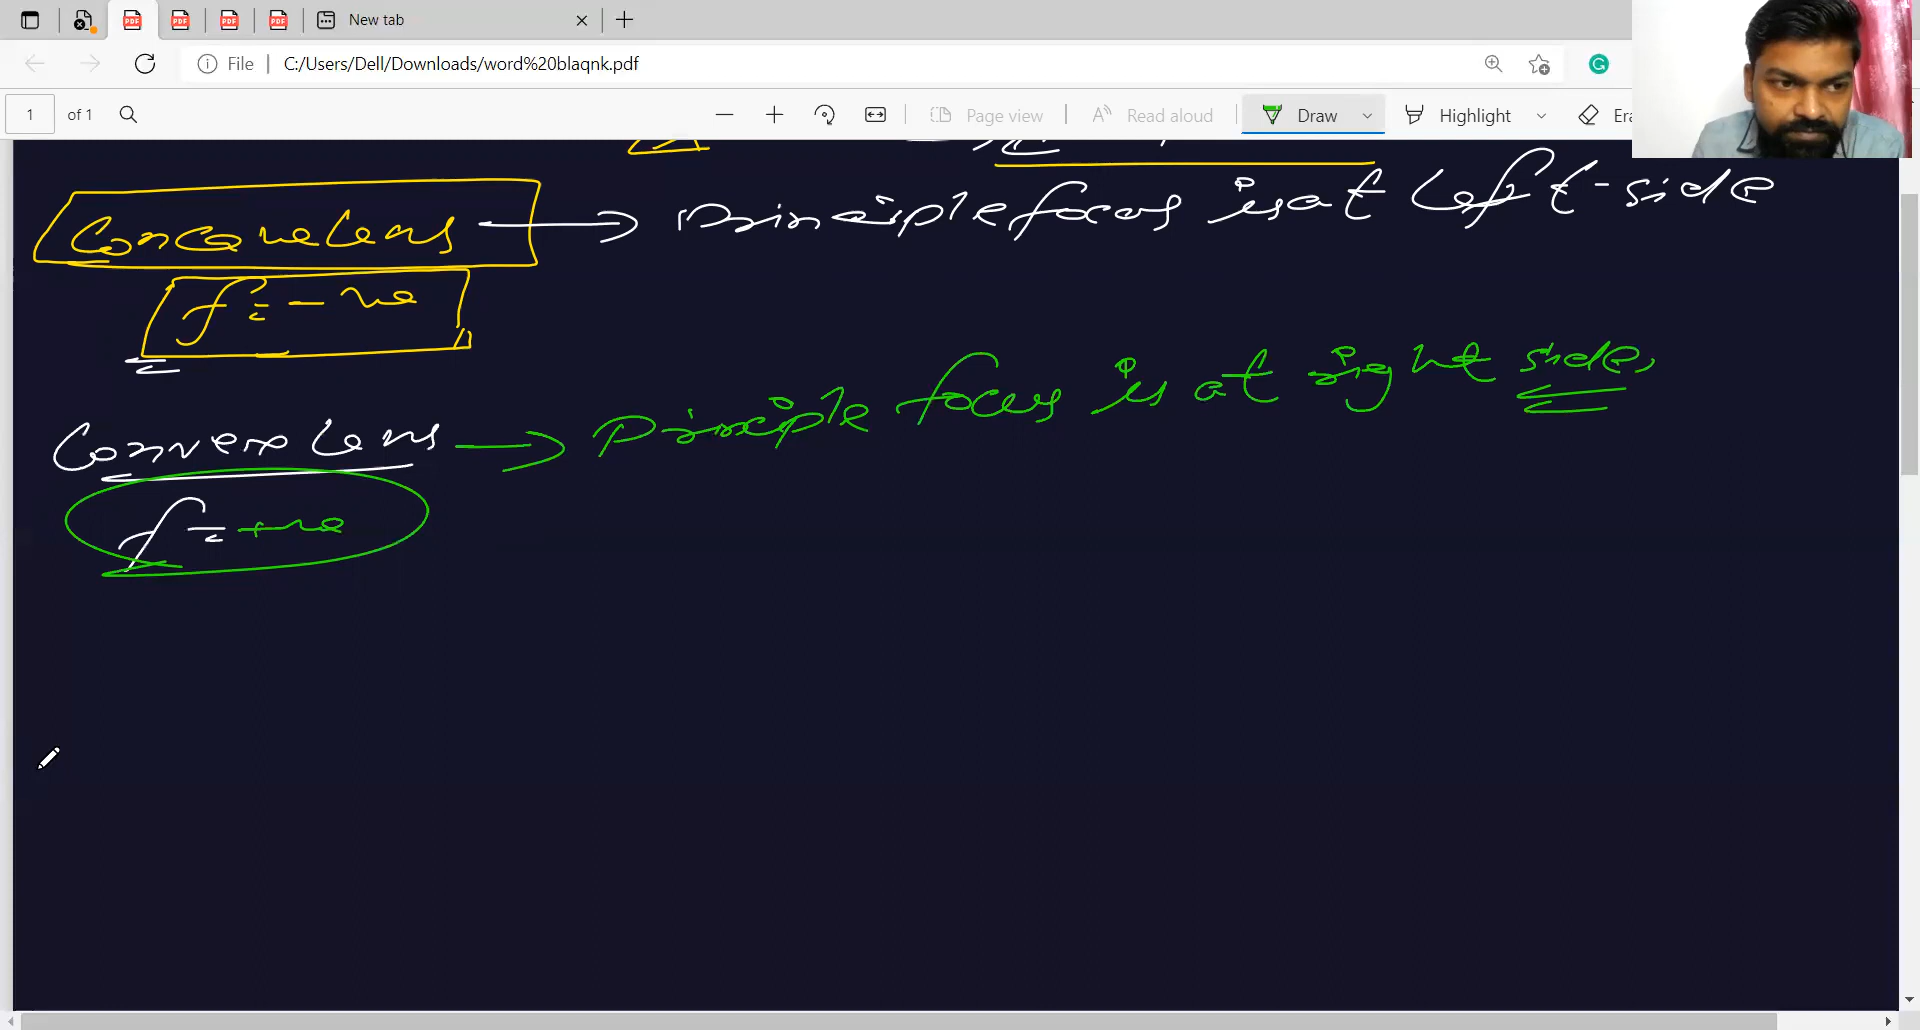 New tab
File C:/Users/Dell/Downloads/word%20blaqnk.pdf
1 of 1 Page view Read aloud Draw Highlight Era
Concave Lens → Principle focus is at Left-side
f = -ve
Convex Lens → Principle focus is at right side.
f = +ve